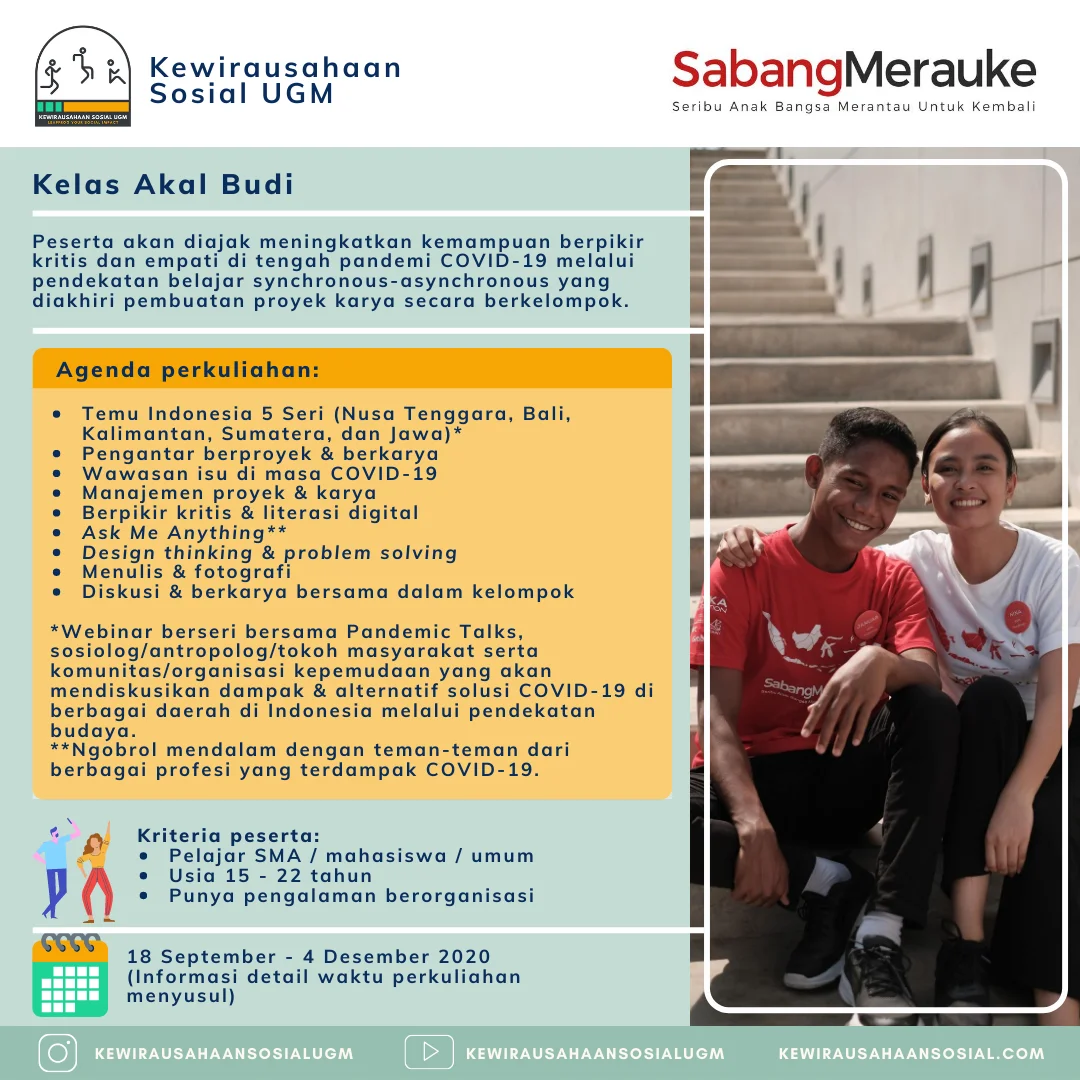 KEWIRAUSAHAAN SOSIAL UGM
Kewirausahaan
Sosial UGM
SabangMerauke
Seribu Anak Bangsa Merantau Untuk Kembali
Kelas Akal Budi
Peserta akan diajak meningkatkan kemampuan berpikir
kritis dan empati di tengah pandemi COVID-19 melalui
pendekatan belajar synchronous-asynchronous yang
diakhiri pembuatan proyek karya secara berkelompok.
Agenda perkuliahan:
• Temu Indonesia 5 Seri (Nusa Tenggara, Bali,
Kalimantan, Sumatera, dan Jawa)*
• Pengantar berproyek & berkarya
• Wawasan isu di masa COVID-19
• Manajemen proyek & karya
• Berpikir kritis & literasi digital
• Ask Me Anything**
• Design thinking & problem solving
• Menulis & fotografi
• Diskusi & berkarya bersama dalam kelompok
*Webinar berseri bersama Pandemic Talks,
sosiolog/antropolog/tokoh masyarakat serta
komunitas/organisasi kepemudaan yang akan
mendiskusikan dampak & alternatif solusi COVID-19 di
berbagai daerah di Indonesia melalui pendekatan
budaya.
**Ngobrol mendalam dengan teman-teman dari
berbagai profesi yang terdampak COVID-19.
Kriteria peserta:
• Pelajar SMA / mahasiswa / umum
• Usia 15 - 22 tahun
• Punya pengalaman berorganisasi
18 September - 4 Desember 2020
(Informasi detail waktu perkuliahan
menyusul)
SabangM
KEWIRAUSAHAANSOSIALUGM
KEWIRAUSAHAANSOSIALUGM
KEWIRAUSAHAANSOSIAL.COM